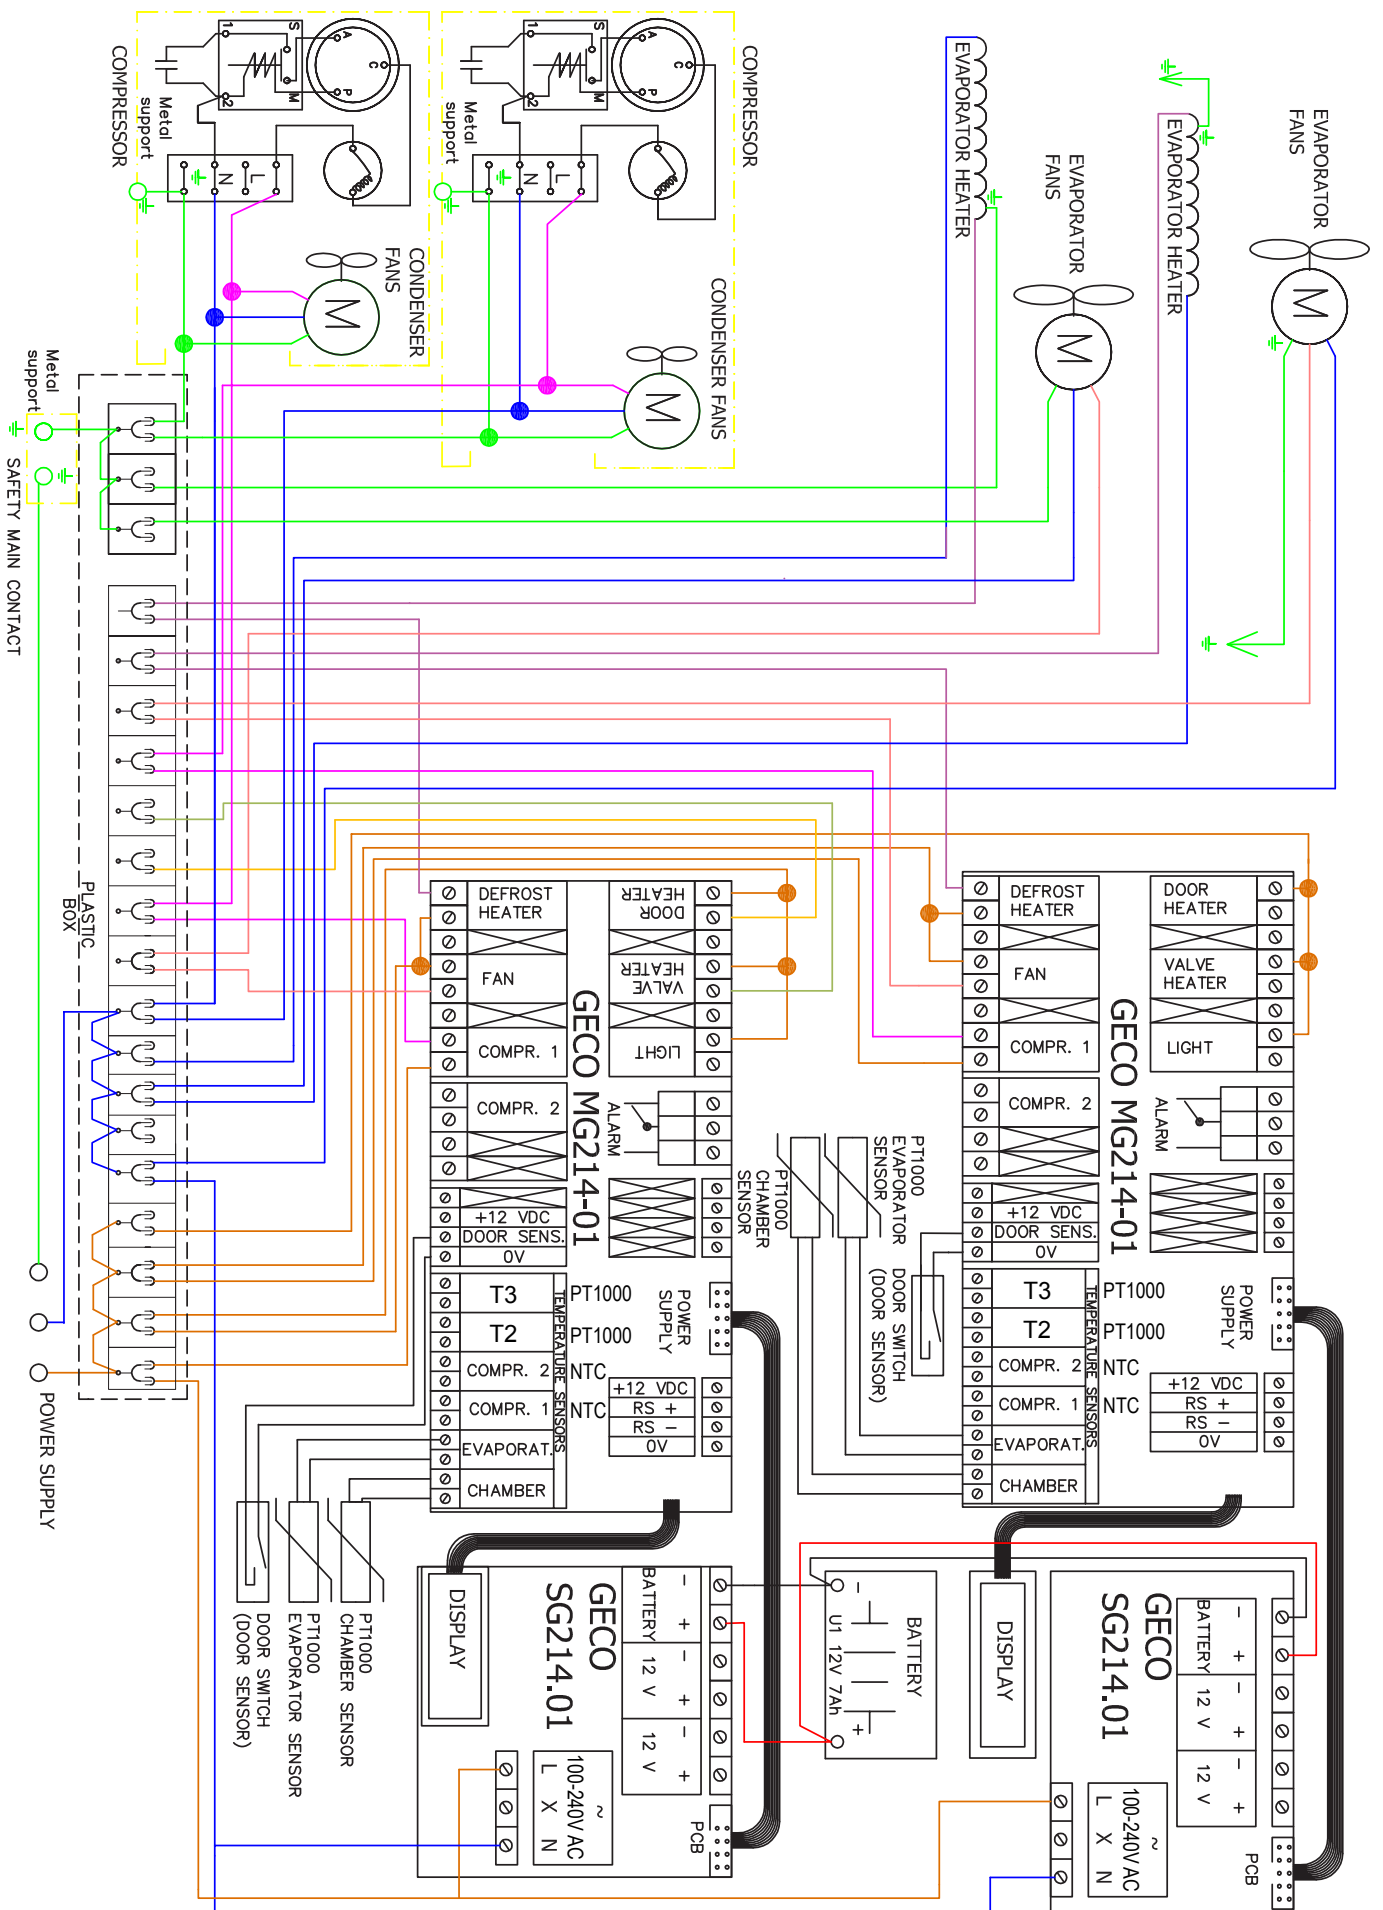 COMPRESSOR
1
S
A
C
2
M
P
Metal
support
L
N
CONDENSER
FANS
M
COMPRESSOR
1
S
A
C
2
M
P
Metal
support
L
N
CONDENSER FANS
M
EVAPORATOR HEATER
EVAPORATOR
FANS
M
EVAPORATOR HEATER
EVAPORATOR
FANS
M
Metal
support
SAFETY MAIN CONTACT
PLASTIC
BOX
POWER SUPPLY
DEFROST
HEATER
FAN
COMPR. 1
COMPR. 2
+12 VDC
DOOR SENS.
0V
T3
T2
COMPR. 2
COMPR. 1
EVAPORAT.
CHAMBER
TEMPERATURE SENSORS
PT1000
PT1000
NTC
NTC
GECO MG214-01
DOOR
HEATER
VALVE
HEATER
LIGHT
ALARM
POWER
SUPPLY
+12 VDC
RS +
RS -
0V
DOOR SWITCH
(DOOR SENSOR)
PT1000
EVAPORATOR SENSOR
PT1000
CHAMBER SENSOR
DISPLAY
GECO
SG214.01
BATTERY
- +
12 V
- +
12 V
- +
~
100-240V AC
L X N
PCB
BATTERY
U1 12V 7Ah
- +
PT1000
CHAMBER
SENSOR
PT1000
EVAPORATOR
SENSOR
DOOR SWITCH
(DOOR SENSOR)
DEFROST
HEATER
FAN
COMPR. 1
COMPR. 2
+12 VDC
DOOR SENS.
0V
T3
T2
COMPR. 2
COMPR. 1
EVAPORAT.
CHAMBER
TEMPERATURE SENSORS
PT1000
PT1000
NTC
NTC
GECO MG214-01
DOOR
HEATER
VALVE
HEATER
LIGHT
ALARM
POWER
SUPPLY
+12 VDC
RS +
RS -
0V
DISPLAY
GECO
SG214.01
BATTERY
- +
12 V
- +
12 V
- +
~
100-240V AC
L X N
PCB